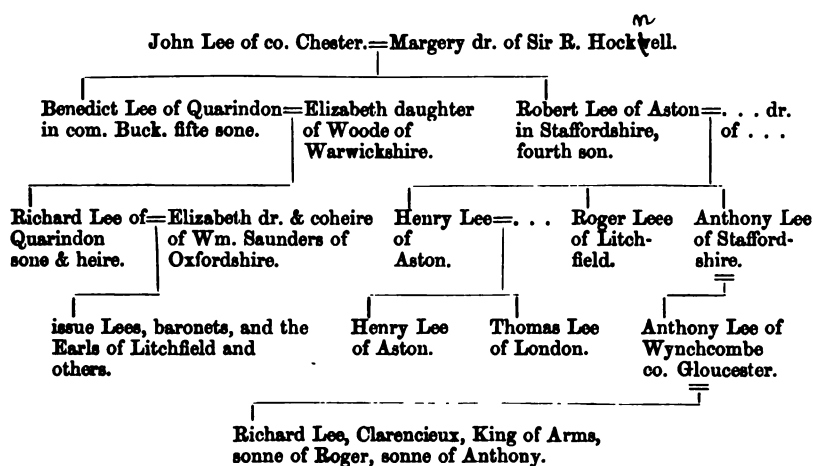 John Lee of co. Chester.=Margery dr. of Sir R. Hockwell.
n
Benedict Lee of Quarindon=Elizabeth daughter
in com. Buck. fifte sone. of Woode of
Warwickshire.
Robert Lee of Aston=. . . dr.
in Staffordshire, of . . .
fourth son.
Richard Lee of=Elizabeth dr. & coheire
Quarindon of Wm. Saunders of
sone & heire. Oxfordshire.
Henry Lee=. . .
of
Aston.
Roger Leee
of Litch-
field.
Anthony Lee
of Stafford-
shire.
=
issue Lees, baronets, and the
Earls of Litchfield and
others.
Henry Lee
of Aston.
Thomas Lee
of London.
Anthony Lee of
Wynchcombe
co. Gloucester.
=
Richard Lee, Clarencieux, King of Arms,
sonne of Roger, sonne of Anthony.